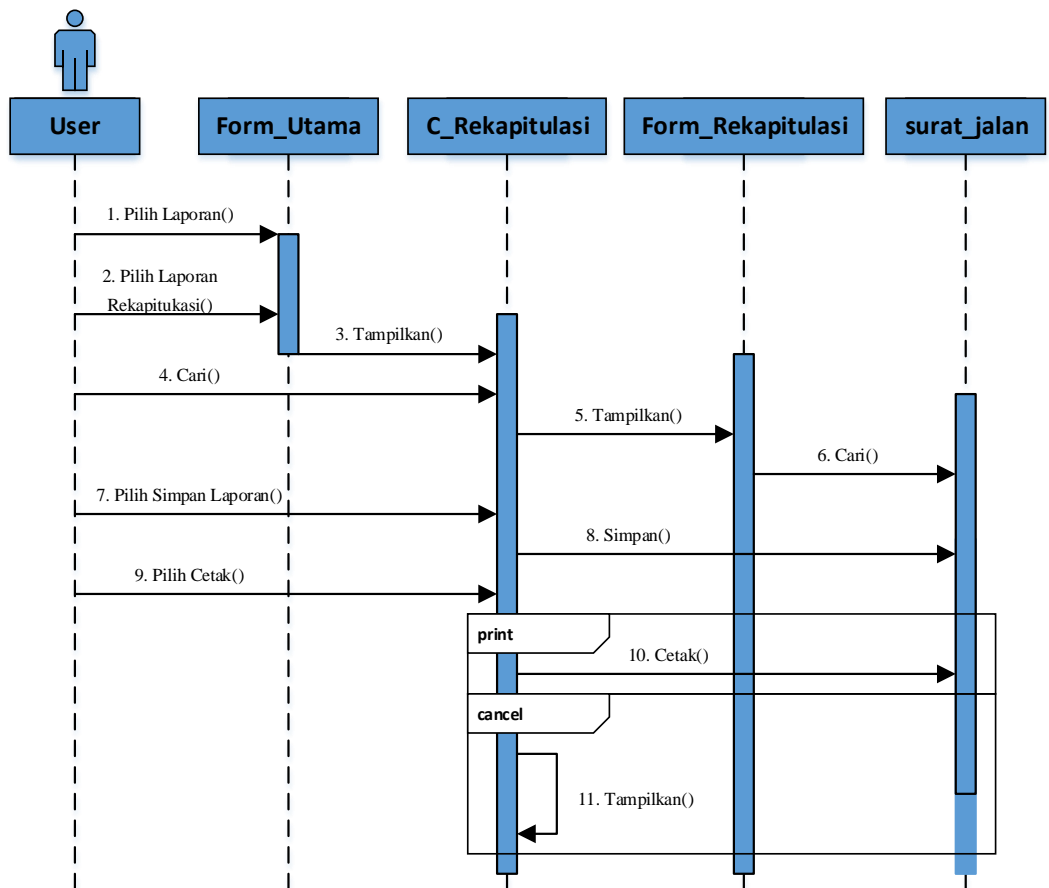 User
Form_Utama
C_Rekapitulasi
Form_Rekapitulasi
surat_jalan
1. Pilih Laporan()
2. Pilih Laporan
Rekapitukasi()
3. Tampilkan()
4. Cari()
5. Tampilkan()
6. Cari()
7. Pilih Simpan Laporan()
8. Simpan()
9. Pilih Cetak()
print
10. Cetak()
cancel
11. Tampilkan()